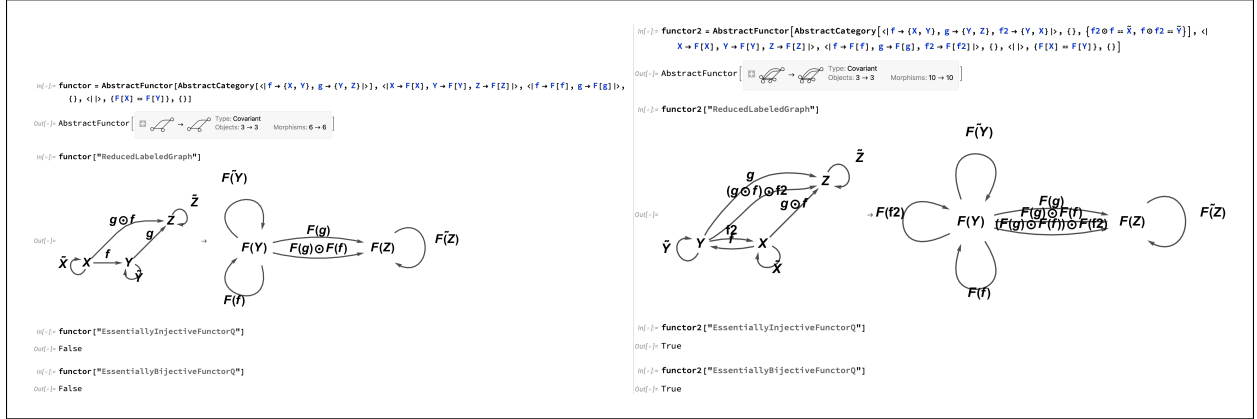 In[-]:= functor = AbstractFunctor[AbstractCategory[<|f → {X, Y}, g → {Y, Z}|>], <|X → F[X], Y → F[Y], Z → F[Z]|>, <|f → F[f], g → F[g]|>,
{}, <||>, {F[X] == F[Y]}, {}]
Out[-]= AbstractFunctor[ → Type: Covariant
Objects: 3 → 3 Morphisms: 6 → 6 ]
In[-]:= functor["ReducedLabeledGraph"]
F(Ỹ)
Z̃
g⊙f Z F(g)
Out[-]= g → F(Y) F(g)⊙F(f) F(Z) F(Z̃)
X̃ X f Y
Ỹ
F(f)
In[-]:= functor["EssentiallyInjectiveFunctorQ"]
Out[-]= False
In[-]:= functor["EssentiallyBijectiveFunctorQ"]
Out[-]= False
In[-]:= functor2 = AbstractFunctor[AbstractCategory[<|f → {X, Y}, g → {Y, Z}, f2 → {Y, X}|>, {}, {f2⊙f == X̃, f⊙f2 == Ỹ}], <|
X → F[X], Y → F[Y], Z → F[Z]|>, <|f → F[f], g → F[g], f2 → F[f2]|>, {}, <||>, {F[X] == F[Y]}, {}]
Out[-]= AbstractFunctor[ → Type: Covariant
Objects: 3 → 3 Morphisms: 10 → 10 ]
In[-]:= functor2["ReducedLabeledGraph"]
F(Ỹ)
Z̃
g Z
(g⊙f)⊙f2
g⊙f F(g)
Out[-]= → F(f2) F(Y) F(g)⊙F(f) F(Z) F(Z̃)
(F(g)⊙F(f))⊙F(f2)
f2
Ỹ Y f X
X̃
F(f)
In[-]:= functor2["EssentiallyInjectiveFunctorQ"]
Out[-]= True
In[-]:= functor2["EssentiallyBijectiveFunctorQ"]
Out[-]= True